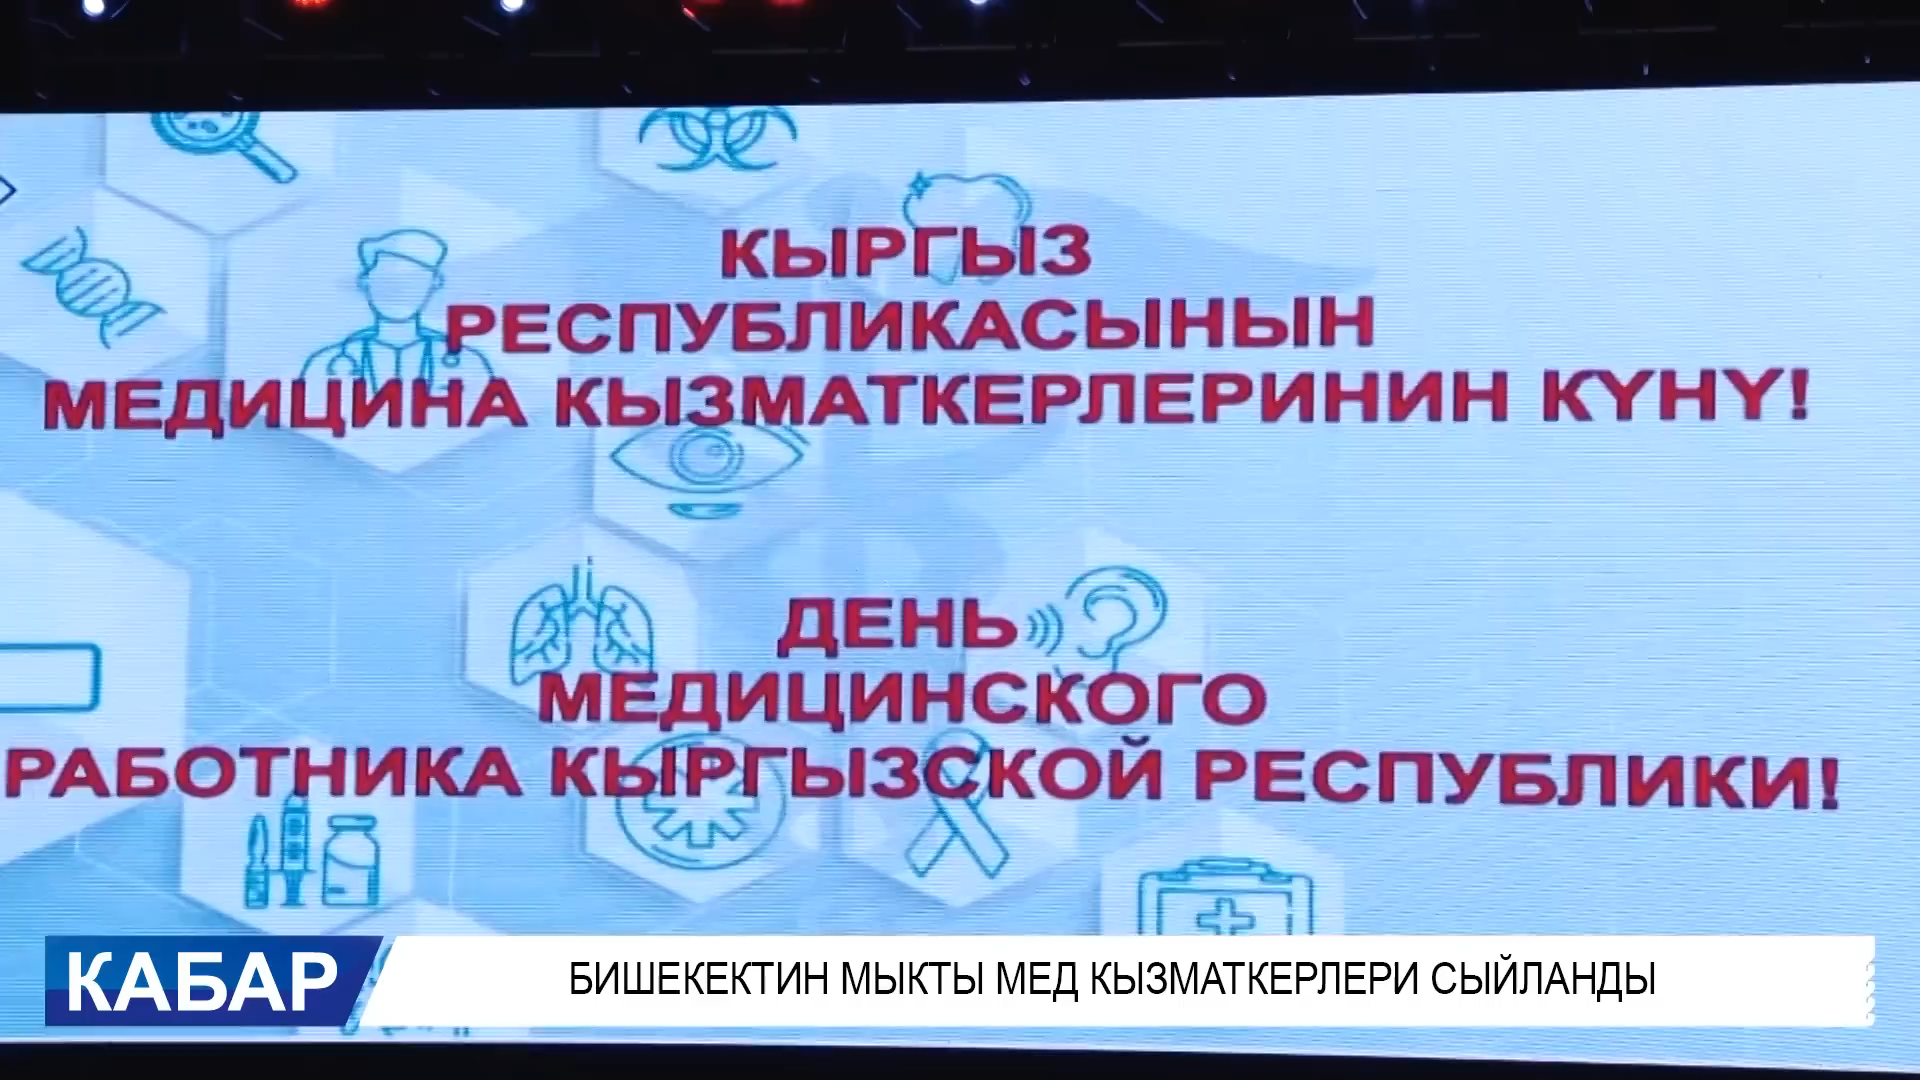 КЫРГЫЗ
РЕСПУБЛИКАСЫНЫН
МЕДИЦИНА КЫЗМАТКЕРЛЕРИНИН КҮНҮ!
ДЕНЬ
МЕДИЦИНСКОГО
РАБОТНИКА КЫРГЫЗСКОЙ РЕСПУБЛИКИ!
КАБАР
БИШЕКЕКТИН МЫКТЫ МЕД КЫЗМАТКЕРЛЕРИ СЫЙЛАНДЫ